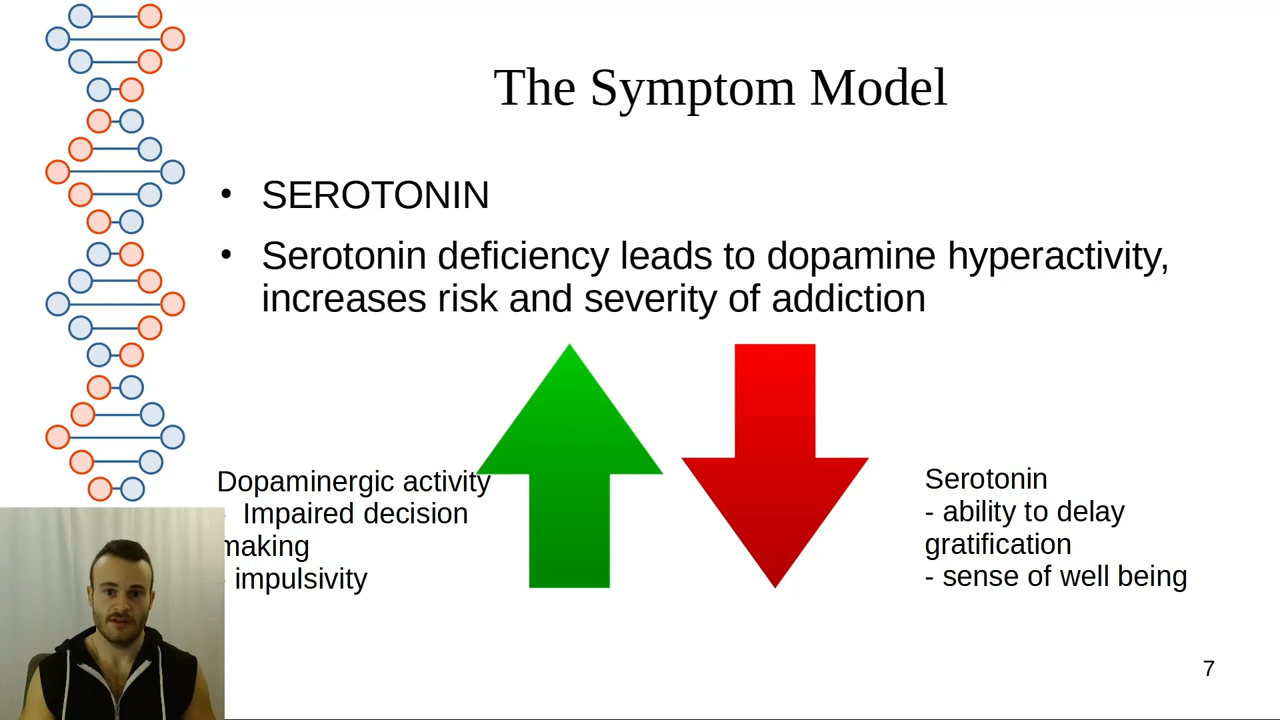 The Symptom Model
• SEROTONIN
• Serotonin deficiency leads to dopamine hyperactivity,
increases risk and severity of addiction
Dopaminergic activity
- Impaired decision
making
- impulsivity
Serotonin
- ability to delay
gratification
- sense of well being
7